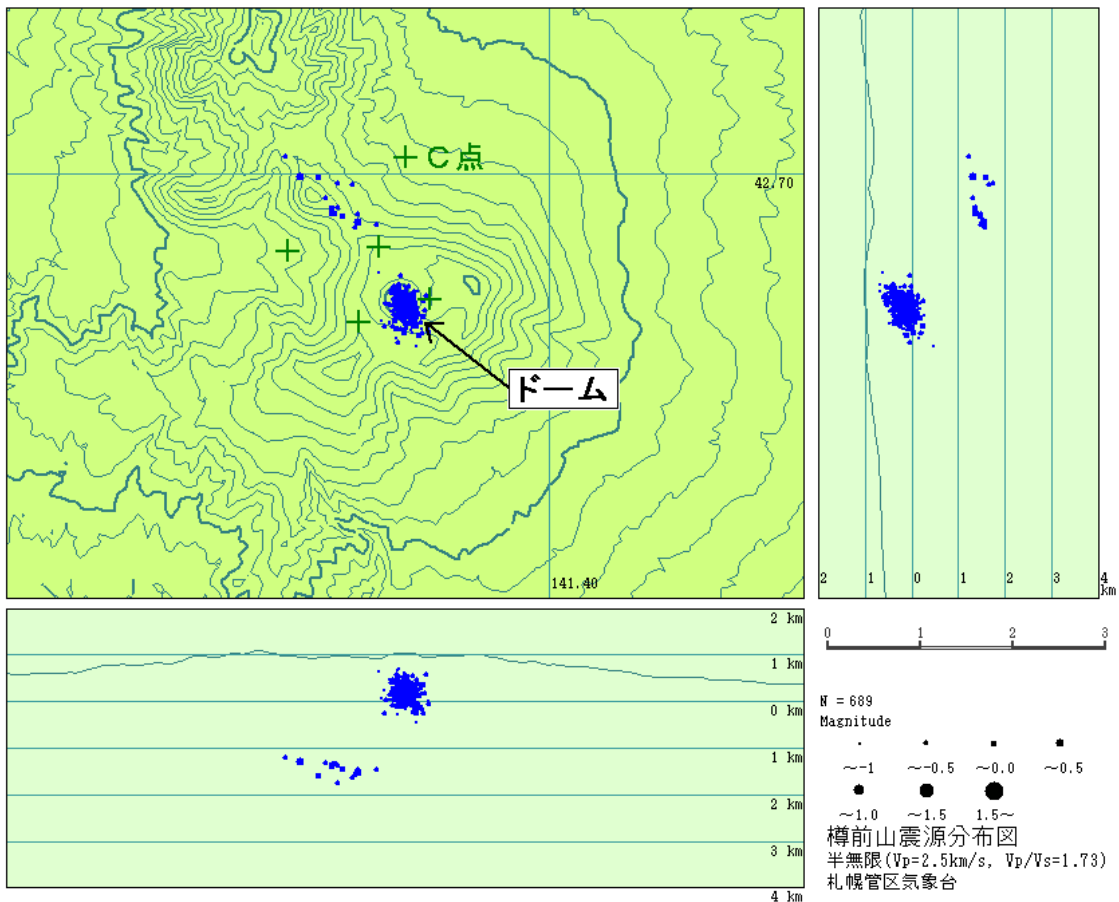 C点
42.70
ドーム
141.40
2 1 0 1 2 3 4
km
2 km
1 km
0 km
1 km
2 km
3 km
4 km
0 1 2 3
N = 689
Magnitude
～-1 ～-0.5 ～0.0 ～0.5
～1.0 ～1.5 1.5～
樽前山震源分布図
半無限(Vp=2.5km/s, Vp/Vs=1.73)
札幌管区気象台